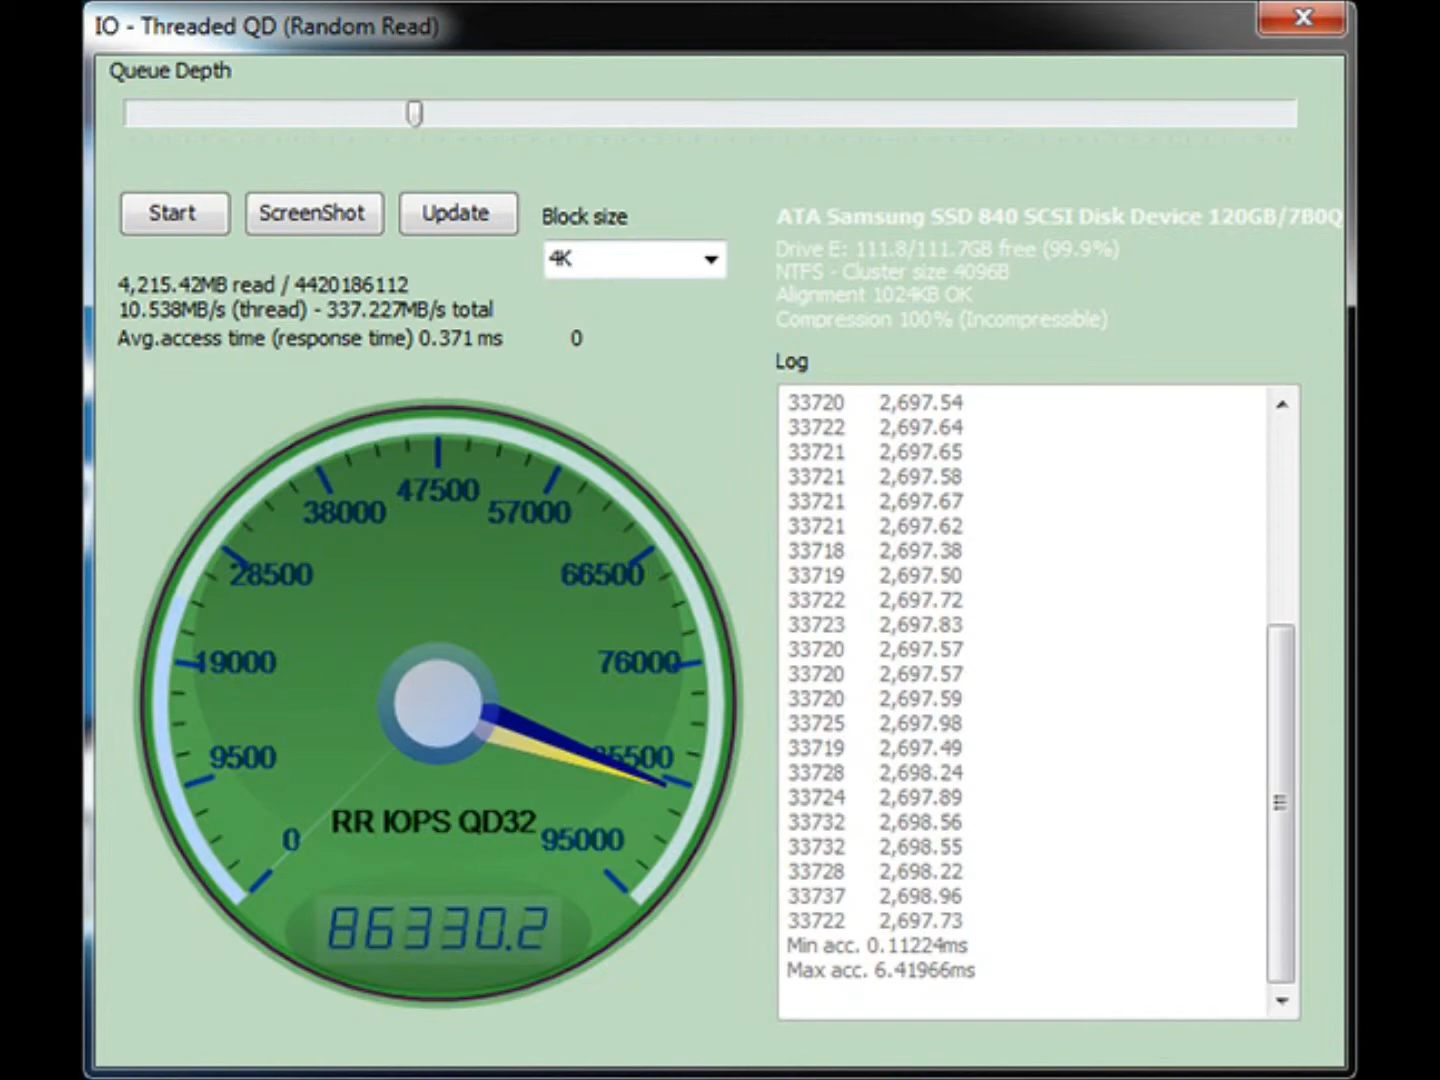 IO - Threaded QD (Random Read)
Queue Depth
Start
ScreenShot
Update
Block size
4K
4,215.42MB read / 4420186112
10.538MB/s (thread) - 337.227MB/s total
Avg.access time (response time) 0.371 ms
0
ATA Samsung SSD 840 SCSI Disk Device 120GB/7B0Q
Drive E: 111.8/111.7GB free (99.9%)
NTFS - Cluster size 4096B
Alignment 1024KB OK
Compression 100% (Incompressible)
Log
33720 2,697.54
33722 2,697.64
33721 2,697.65
33721 2,697.58
33721 2,697.67
33721 2,697.62
33718 2,697.38
33719 2,697.50
33722 2,697.72
33723 2,697.83
33720 2,697.57
33720 2,697.57
33720 2,697.59
33725 2,697.98
33719 2,697.49
33728 2,698.24
33724 2,697.89
33732 2,698.56
33732 2,698.55
33728 2,698.22
33737 2,698.96
33722 2,697.73
Min acc. 0.11224ms
Max acc. 6.41966ms
0
9500
19000
28500
38000
47500
57000
66500
76000
85500
95000
RR IOPS QD32
86330.2